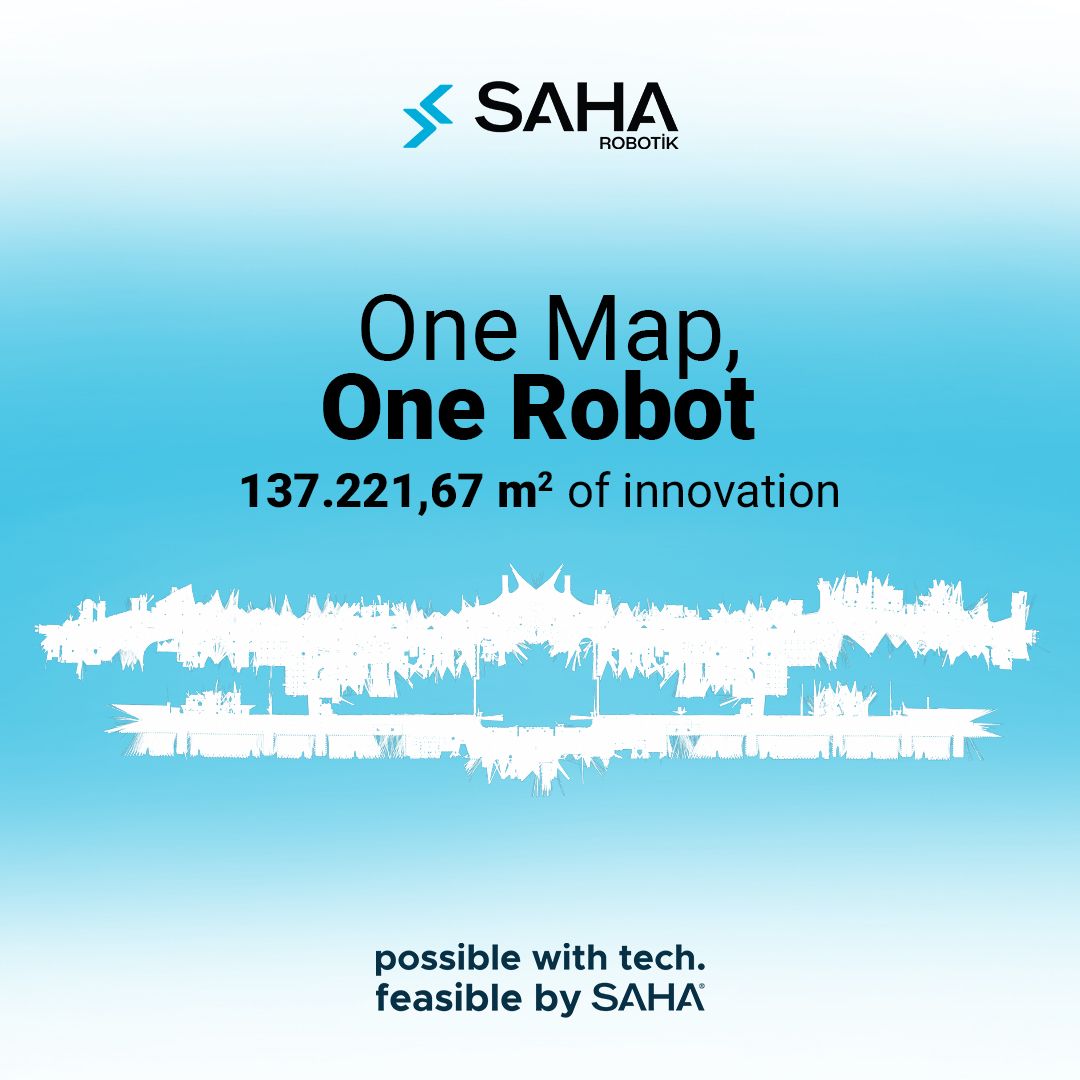 SAHA
ROBOTİK
One Map,
One Robot
137.221,67 m² of innovation
possible with tech.
feasible by SAHA®